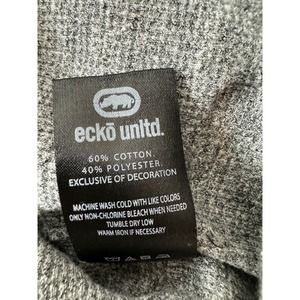 eckō unltd.
60% COTTON.
40% POLYESTER.
EXCLUSIVE OF DECORATION
MACHINE WASH COLD WITH LIKE COLORS
ONLY NON-CHLORINE BLEACH WHEN NEEDED
TUMBLE DRY LOW
WARM IRON IF NECESSARY